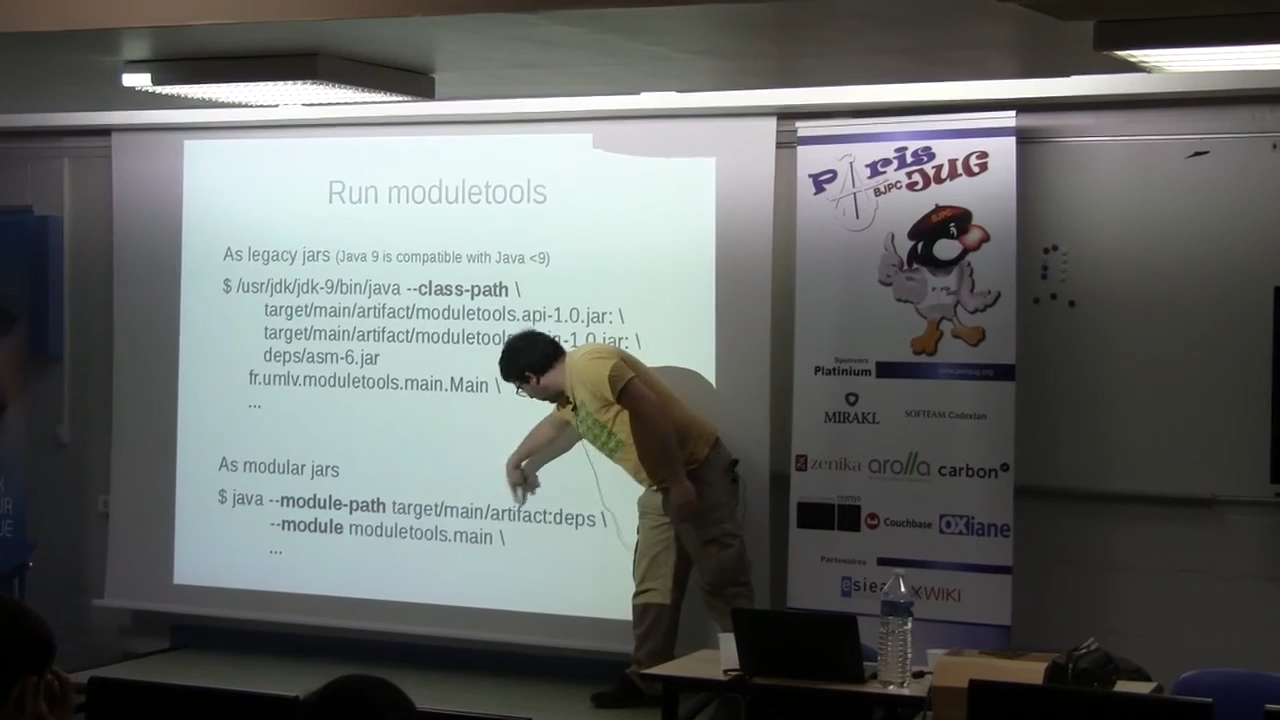 Run moduletools
As legacy jars (Java 9 is compatible with Java <9)
$ /usr/jdk/jdk-9/bin/java --class-path \
target/main/artifact/moduletools.api-1.0.jar: \
target/main/artifact/moduletools -1.0.jar: \
deps/asm-6.jar
fr.umlv.moduletools.main.Main \
...
As modular jars
$ java --module-path target/main/artifact:deps \
--module moduletools.main \
...
Paris
BJPC JUG
BJPC
Sponsors
Platinium
MIRAKL
SOFTEAM Cadextan
zenika arolla carbon
Couchbase OXiane
Partenaires
esiea XWIKI